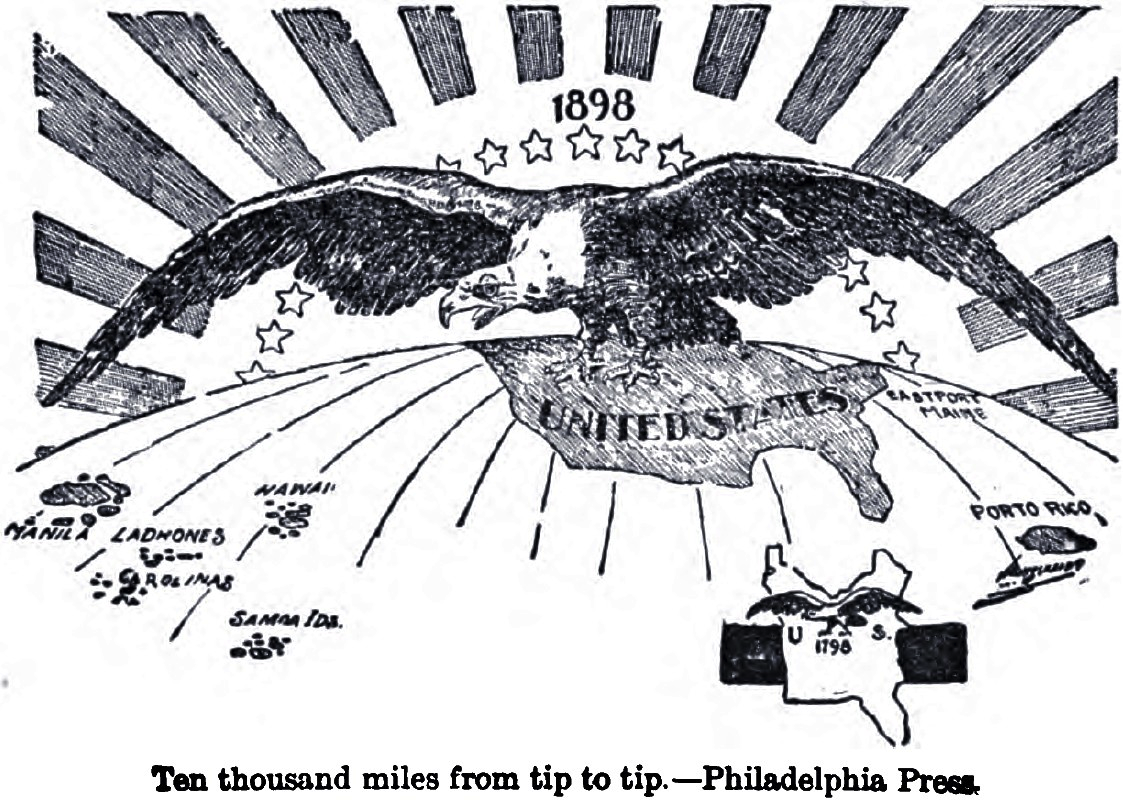 1898
UNITED STATES
EASTPORT
MAINE
HAWAII
MANILA
LADRONES
CAROLINAS
SAMOA IDS.
PORTO RICO
U S.
1798
Ten thousand miles from tip to tip.—Philadelphia Press.